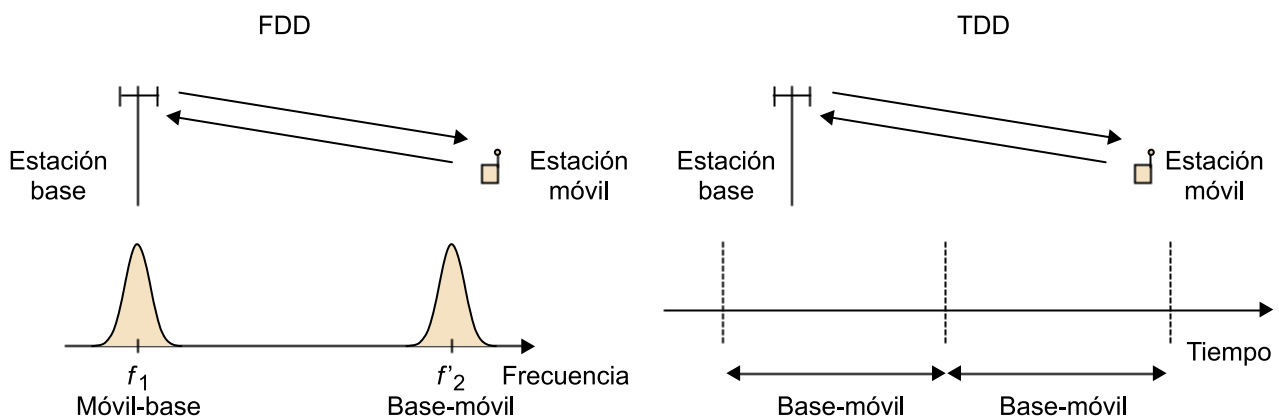 FDD
Estación
base
Estación
móvil
f1
Móvil-base
f'2
Base-móvil
Frecuencia
TDD
Estación
base
Estación
móvil
Tiempo
Base-móvil
Base-móvil